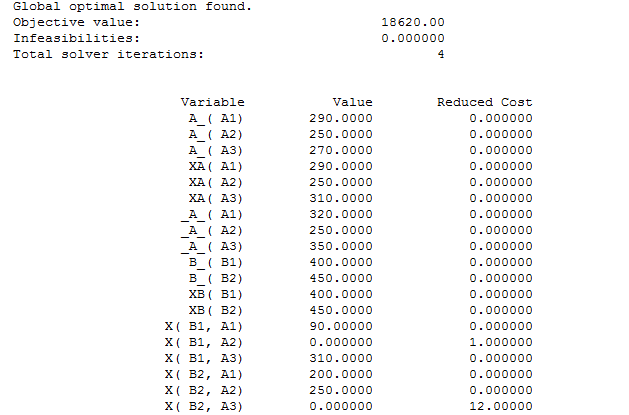 Global optimal solution found.
Objective value: 18620.00
Infeasibilities: 0.000000
Total solver iterations: 4
Variable Value Reduced Cost
A_( A1) 290.0000 0.000000
A_( A2) 250.0000 0.000000
A_( A3) 270.0000 0.000000
XA( A1) 290.0000 0.000000
XA( A2) 250.0000 0.000000
XA( A3) 310.0000 0.000000
_A_( A1) 320.0000 0.000000
_A_( A2) 250.0000 0.000000
_A_( A3) 350.0000 0.000000
B_( B1) 400.0000 0.000000
B_( B2) 450.0000 0.000000
XB( B1) 400.0000 0.000000
XB( B2) 450.0000 0.000000
X( B1, A1) 90.00000 0.000000
X( B1, A2) 0.000000 1.000000
X( B1, A3) 310.0000 0.000000
X( B2, A1) 200.0000 0.000000
X( B2, A2) 250.0000 0.000000
X( B2, A3) 0.000000 12.00000